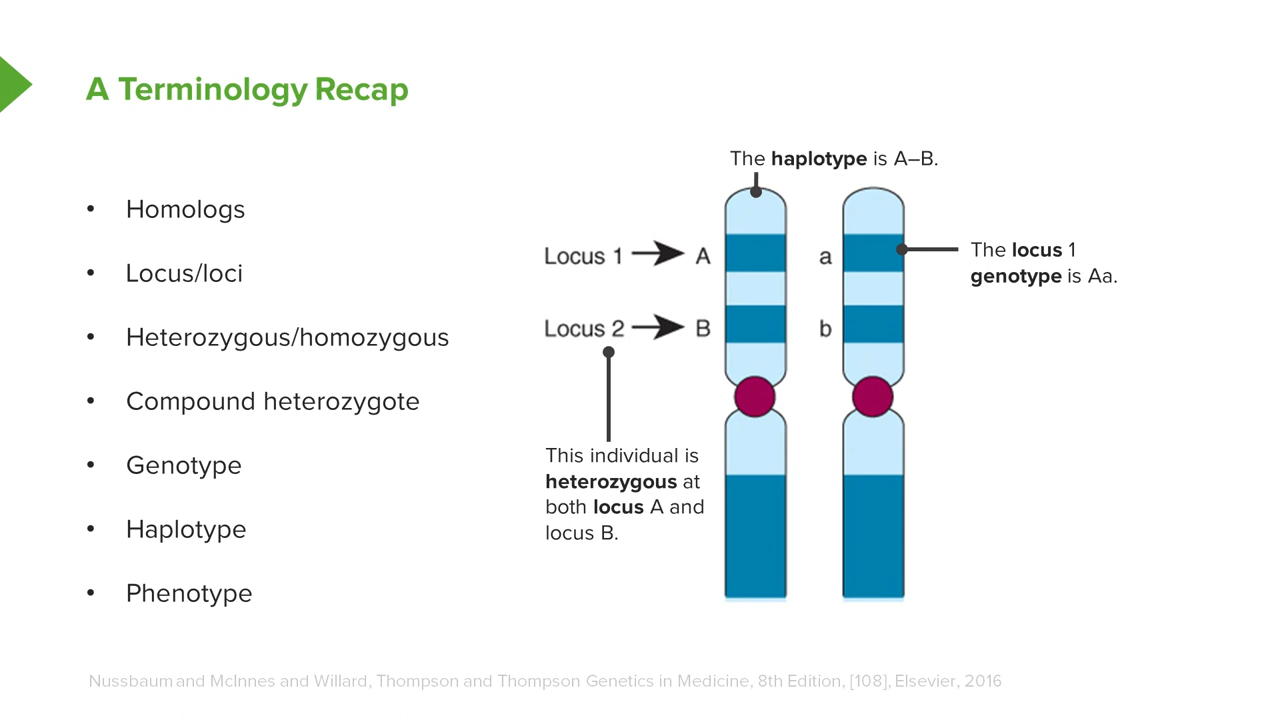 A Terminology Recap
• Homologs
• Locus/loci
• Heterozygous/homozygous
• Compound heterozygote
• Genotype
• Haplotype
• Phenotype
The haplotype is A–B.
Locus 1 A
a
The locus 1
genotype is Aa.
Locus 2 B
b
This individual is
heterozygous at
both locus A and
locus B.
Nussbaum and McInnes and Willard, Thompson and Thompson Genetics in Medicine, 8th Edition, [108], Elsevier, 2016